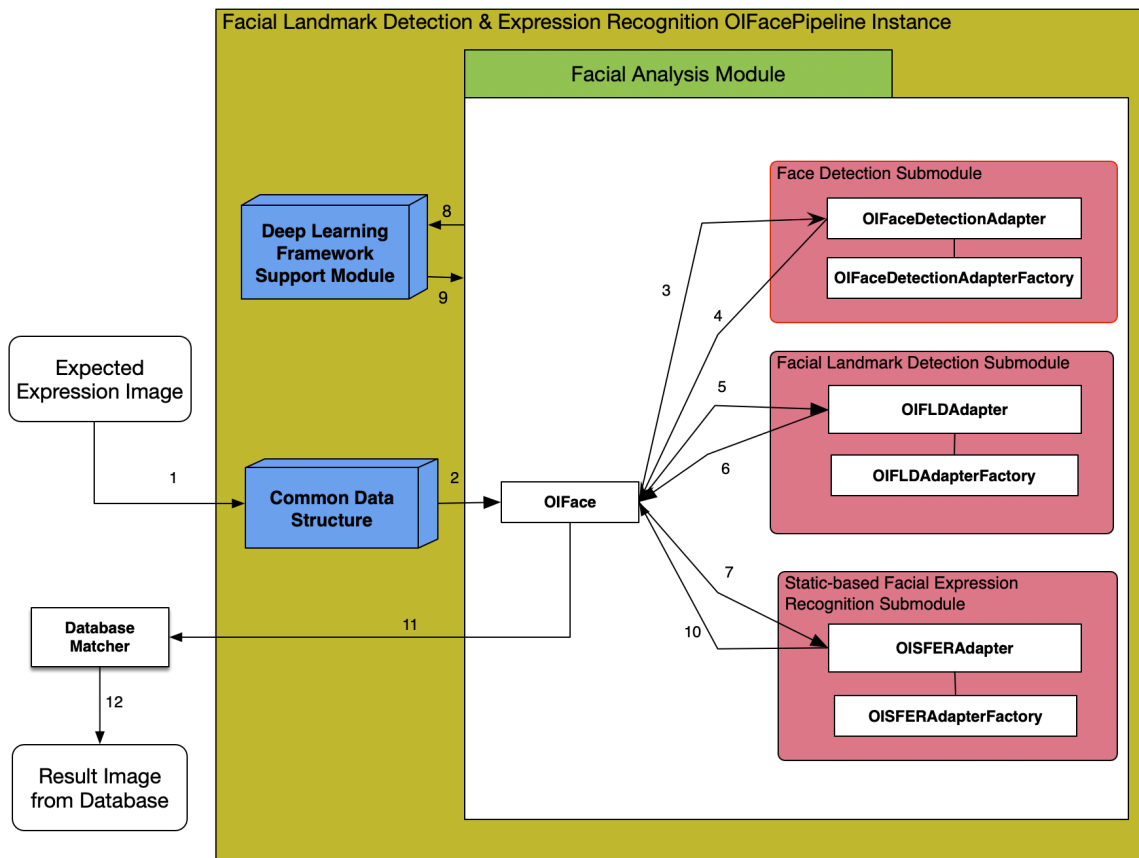 Facial Landmark Detection & Expression Recognition OIFacePipeline Instance
Facial Analysis Module
Face Detection Submodule
OIFaceDetectionAdapter
OIFaceDetectionAdapterFactory
8
Deep Learning
Framework
Support Module
9
3
4
Expected
Expression Image
Facial Landmark Detection Submodule
5
OIFLDAdapter
6
OIFLDAdapterFactory
1
Common Data
Structure
2
OIFace
7
Static-based Facial Expression
Recognition Submodule
10
OISFERAdapter
OISFERAdapterFactory
11
Database
Matcher
12
Result Image
from Database